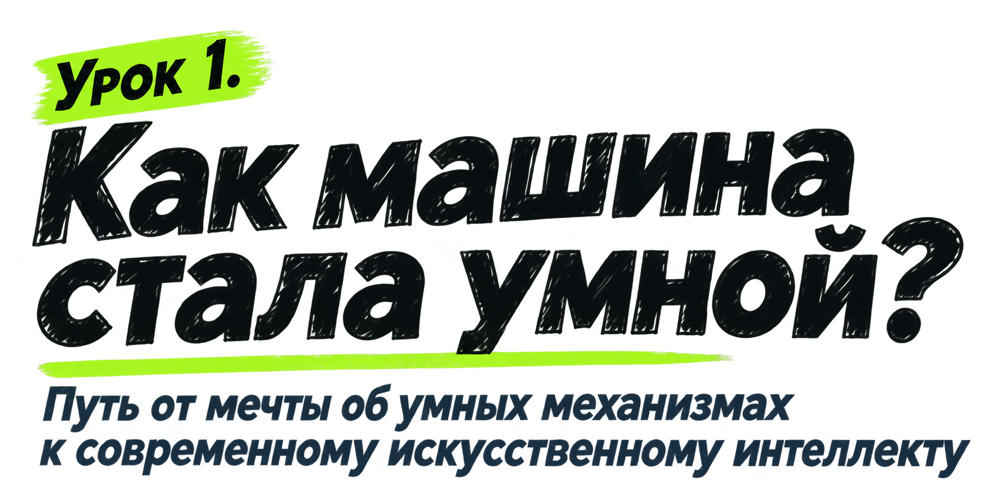 Урок 1.
Как машина
стала умной?
Путь от мечты об умных механизмах
к современному искусственному интеллекту